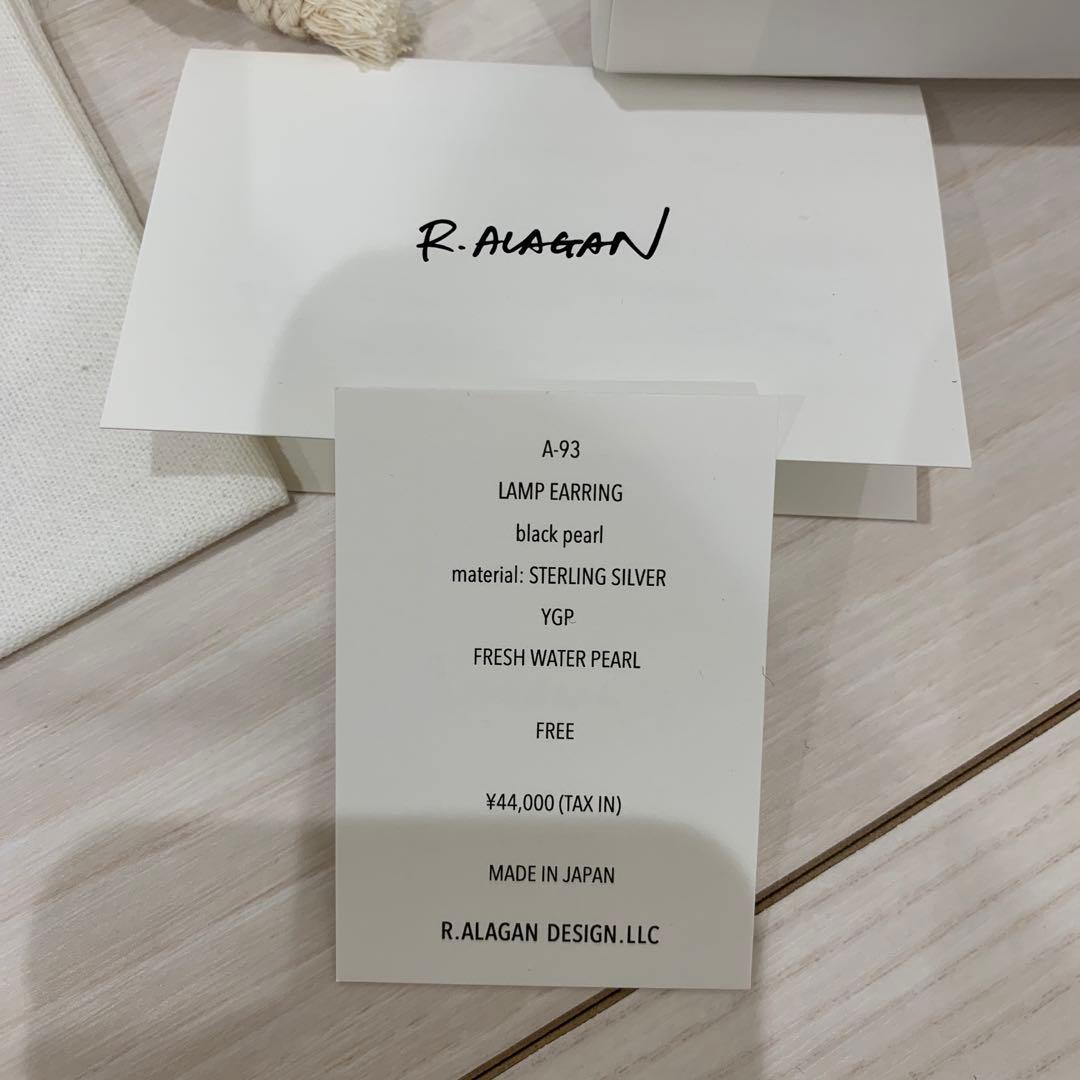 R. ALAGAN
A-93
LAMP EARRING
black pearl
material: STERLING SILVER
YGP
FRESH WATER PEARL
FREE
¥44,000 (TAX IN)
MADE IN JAPAN
R.ALAGAN DESIGN.LLC